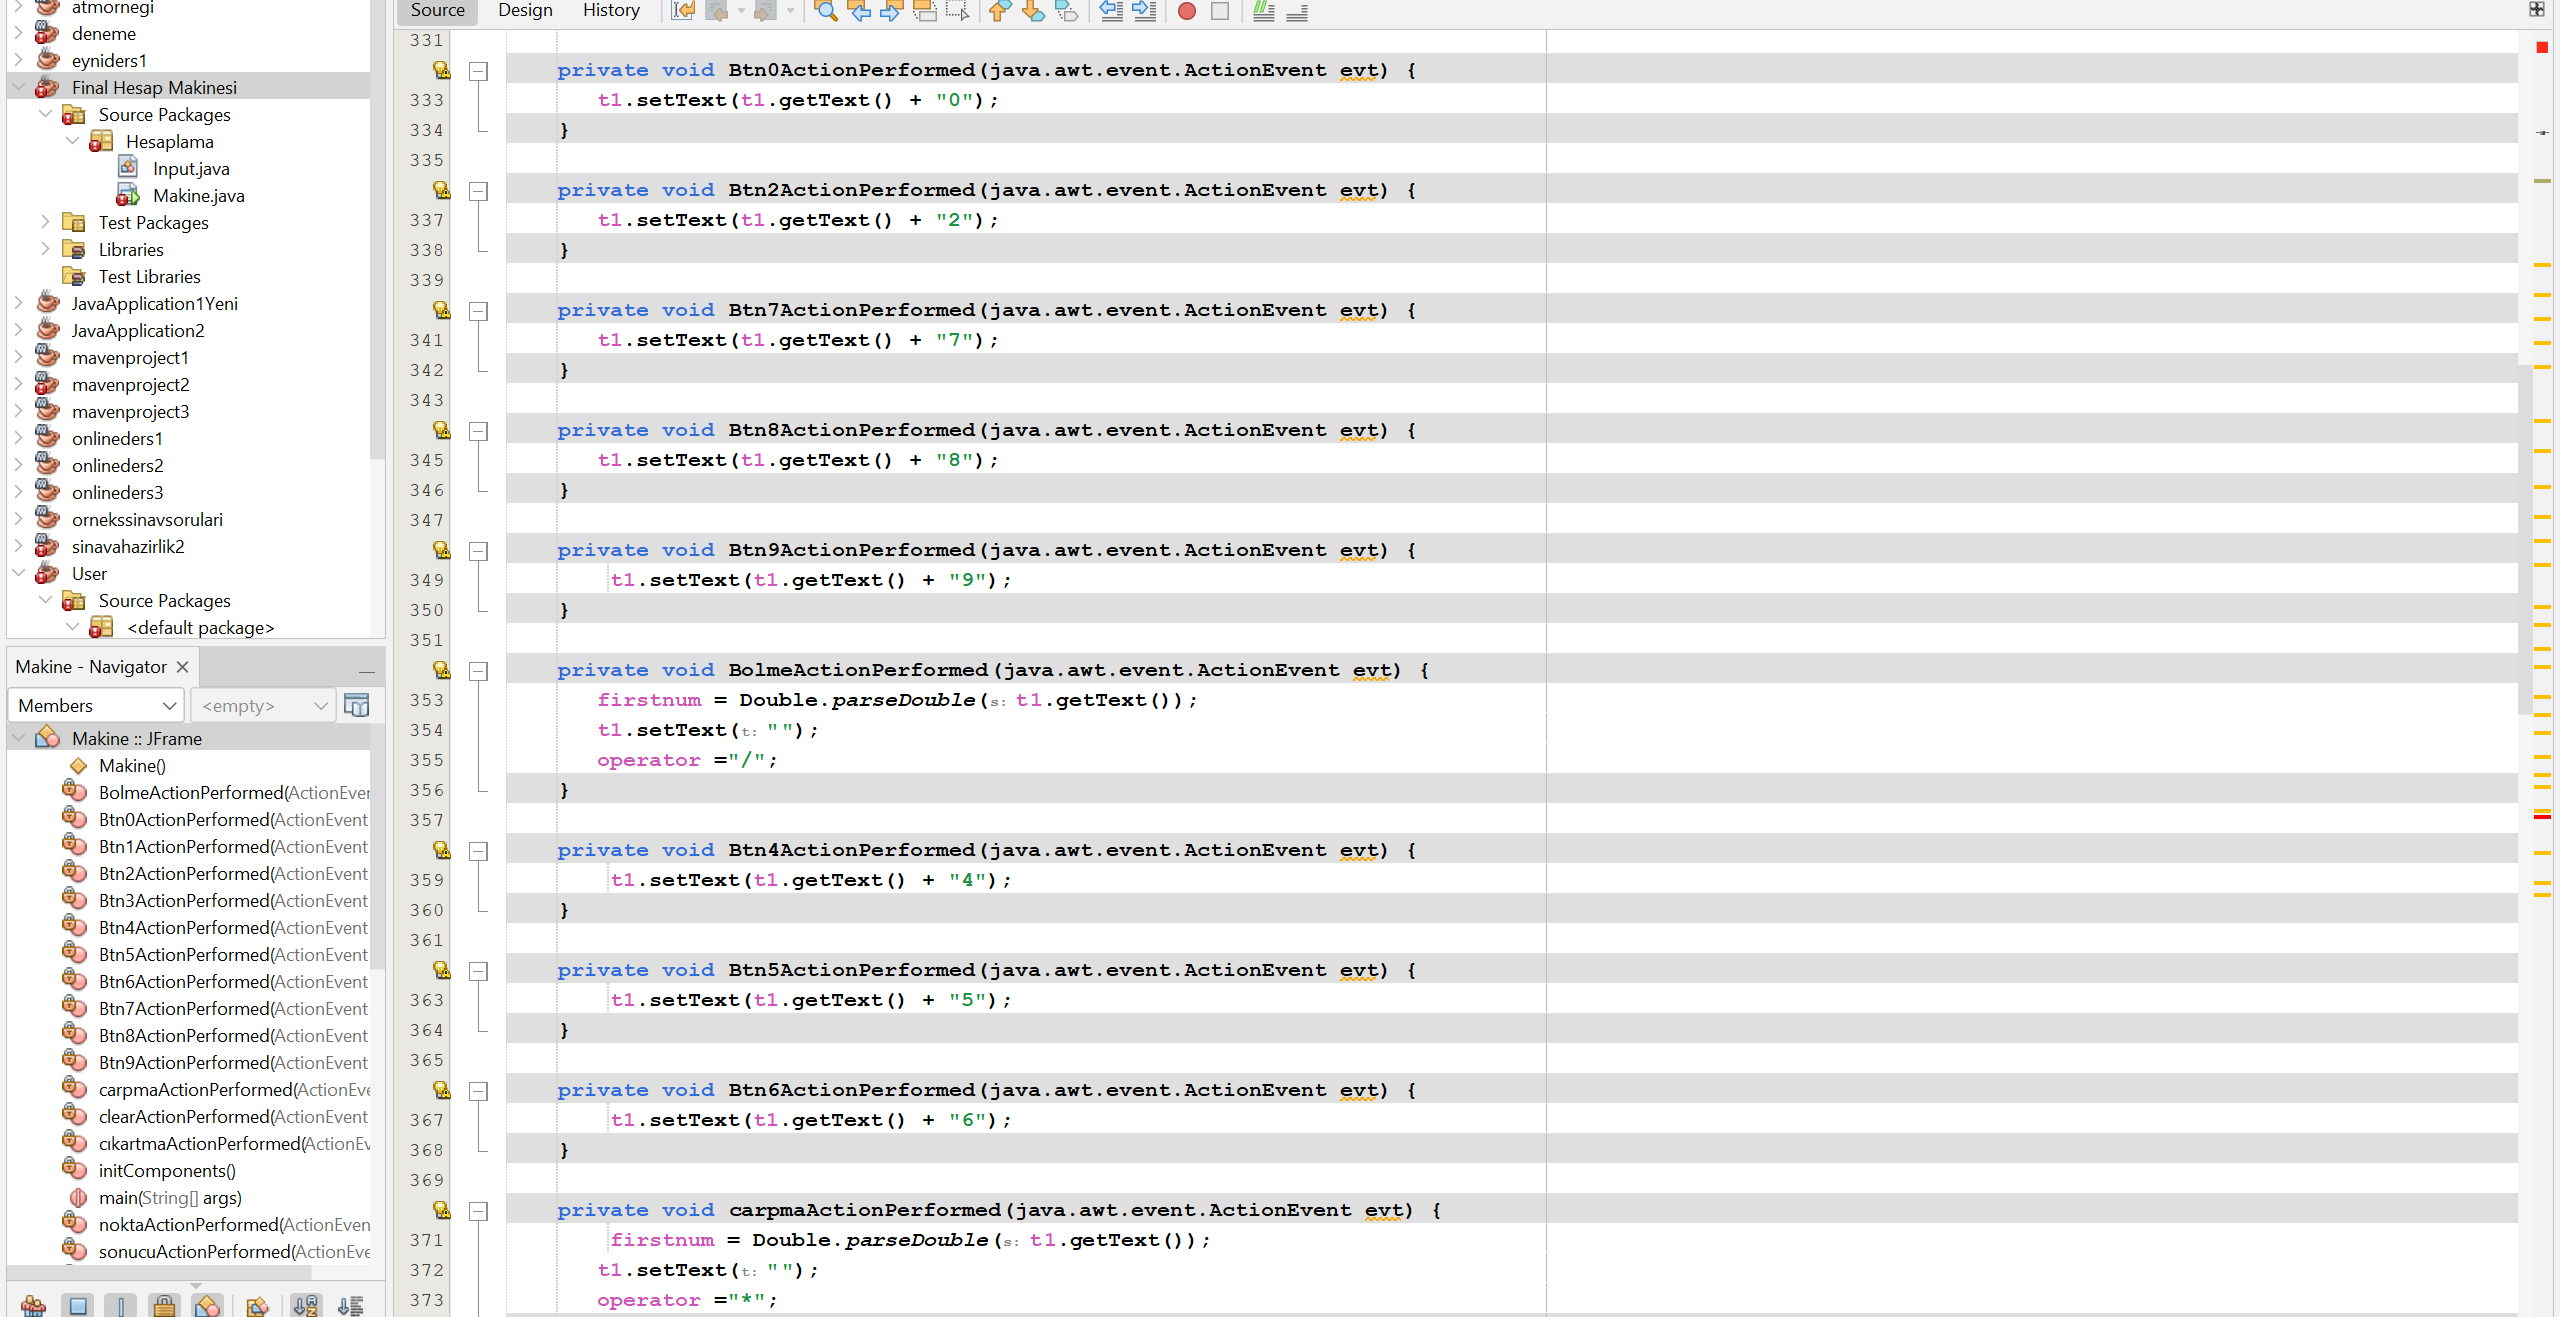 atmornegi
deneme
eyniders1
Final Hesap Makinesi
Source Packages
Hesaplama
Input.java
Makine.java
Test Packages
Libraries
Test Libraries
JavaApplication1Yeni
JavaApplication2
mavenproject1
mavenproject2
mavenproject3
onlineders1
onlineders2
onlineders3
ornekssinavsorulari
sinavahazirlik2
User
Source Packages
<default package>
Makine - Navigator
Members
<empty>
Makine :: JFrame
Makine()
BolmeActionPerformed(ActionEver
Btn0ActionPerformed(ActionEvent
Btn1ActionPerformed(ActionEvent
Btn2ActionPerformed(ActionEvent
Btn3ActionPerformed(ActionEvent
Btn4ActionPerformed(ActionEvent
Btn5ActionPerformed(ActionEvent
Btn6ActionPerformed(ActionEvent
Btn7ActionPerformed(ActionEvent
Btn8ActionPerformed(ActionEvent
Btn9ActionPerformed(ActionEvent
carpmaActionPerformed(ActionEve
clearActionPerformed(ActionEvent
cıkartmaActionPerformed(ActionEv
initComponents()
main(String[] args)
noktaActionPerformed(ActionEven
sonucuActionPerformed(ActionEve
Source Design History
331
private void Btn0ActionPerformed(java.awt.event.ActionEvent evt) {
333 t1.setText(t1.getText() + "0");
334 }
335
private void Btn2ActionPerformed(java.awt.event.ActionEvent evt) {
337 t1.setText(t1.getText() + "2");
338 }
339
private void Btn7ActionPerformed(java.awt.event.ActionEvent evt) {
341 t1.setText(t1.getText() + "7");
342 }
343
private void Btn8ActionPerformed(java.awt.event.ActionEvent evt) {
345 t1.setText(t1.getText() + "8");
346 }
347
private void Btn9ActionPerformed(java.awt.event.ActionEvent evt) {
349 t1.setText(t1.getText() + "9");
350 }
351
private void BolmeActionPerformed(java.awt.event.ActionEvent evt) {
353 firstnum = Double.parseDouble(s: t1.getText());
354 t1.setText(t: "");
355 operator ="/";
356 }
357
private void Btn4ActionPerformed(java.awt.event.ActionEvent evt) {
359 t1.setText(t1.getText() + "4");
360 }
361
private void Btn5ActionPerformed(java.awt.event.ActionEvent evt) {
363 t1.setText(t1.getText() + "5");
364 }
365
private void Btn6ActionPerformed(java.awt.event.ActionEvent evt) {
367 t1.setText(t1.getText() + "6");
368 }
369
private void carpmaActionPerformed(java.awt.event.ActionEvent evt) {
371 firstnum = Double.parseDouble(s: t1.getText());
372 t1.setText(t: "");
373 operator ="*";